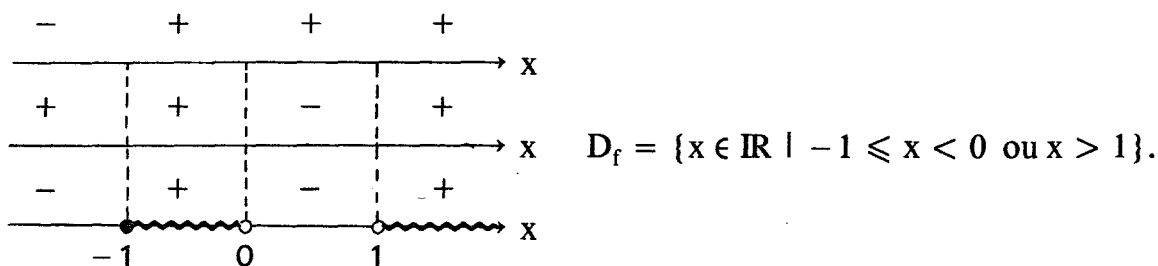 − + + +
x
+ + − +
x D_f = {x ∈ ℝ | −1 ⩽ x < 0 ou x > 1}.
− + − +
x
−1 0 1